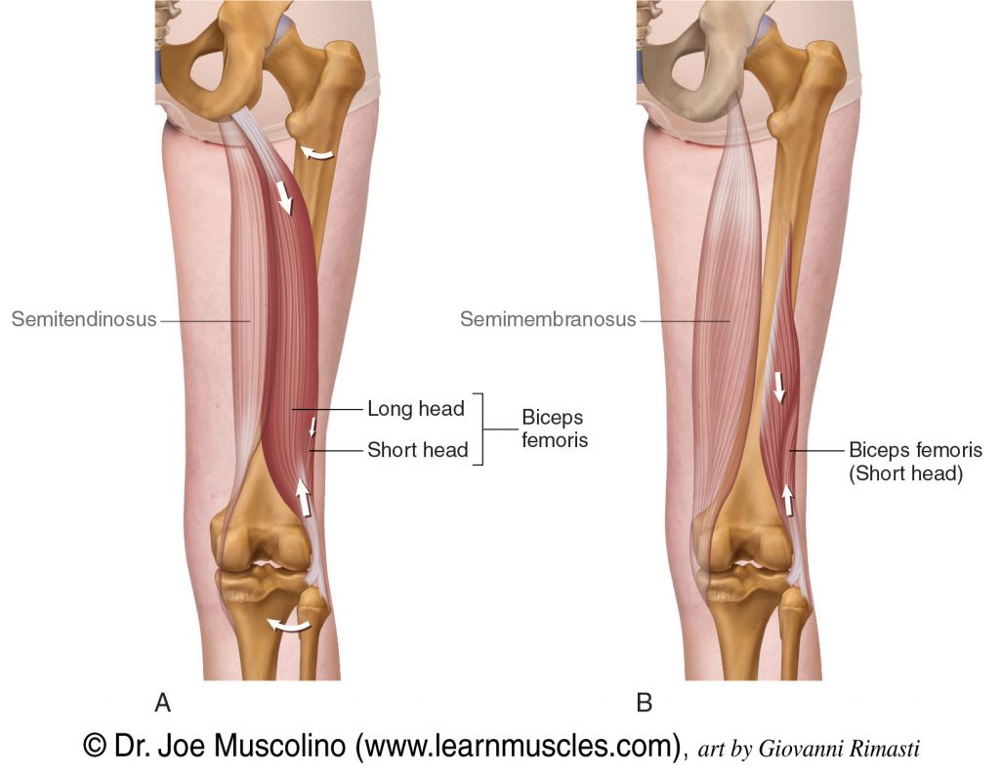 Semitendinosus
Long head
Short head
Biceps
femoris
A
Semimembranosus
Biceps femoris
(Short head)
B
© Dr. Joe Muscolino (www.learnmuscles.com), art by Giovanni Rimasti